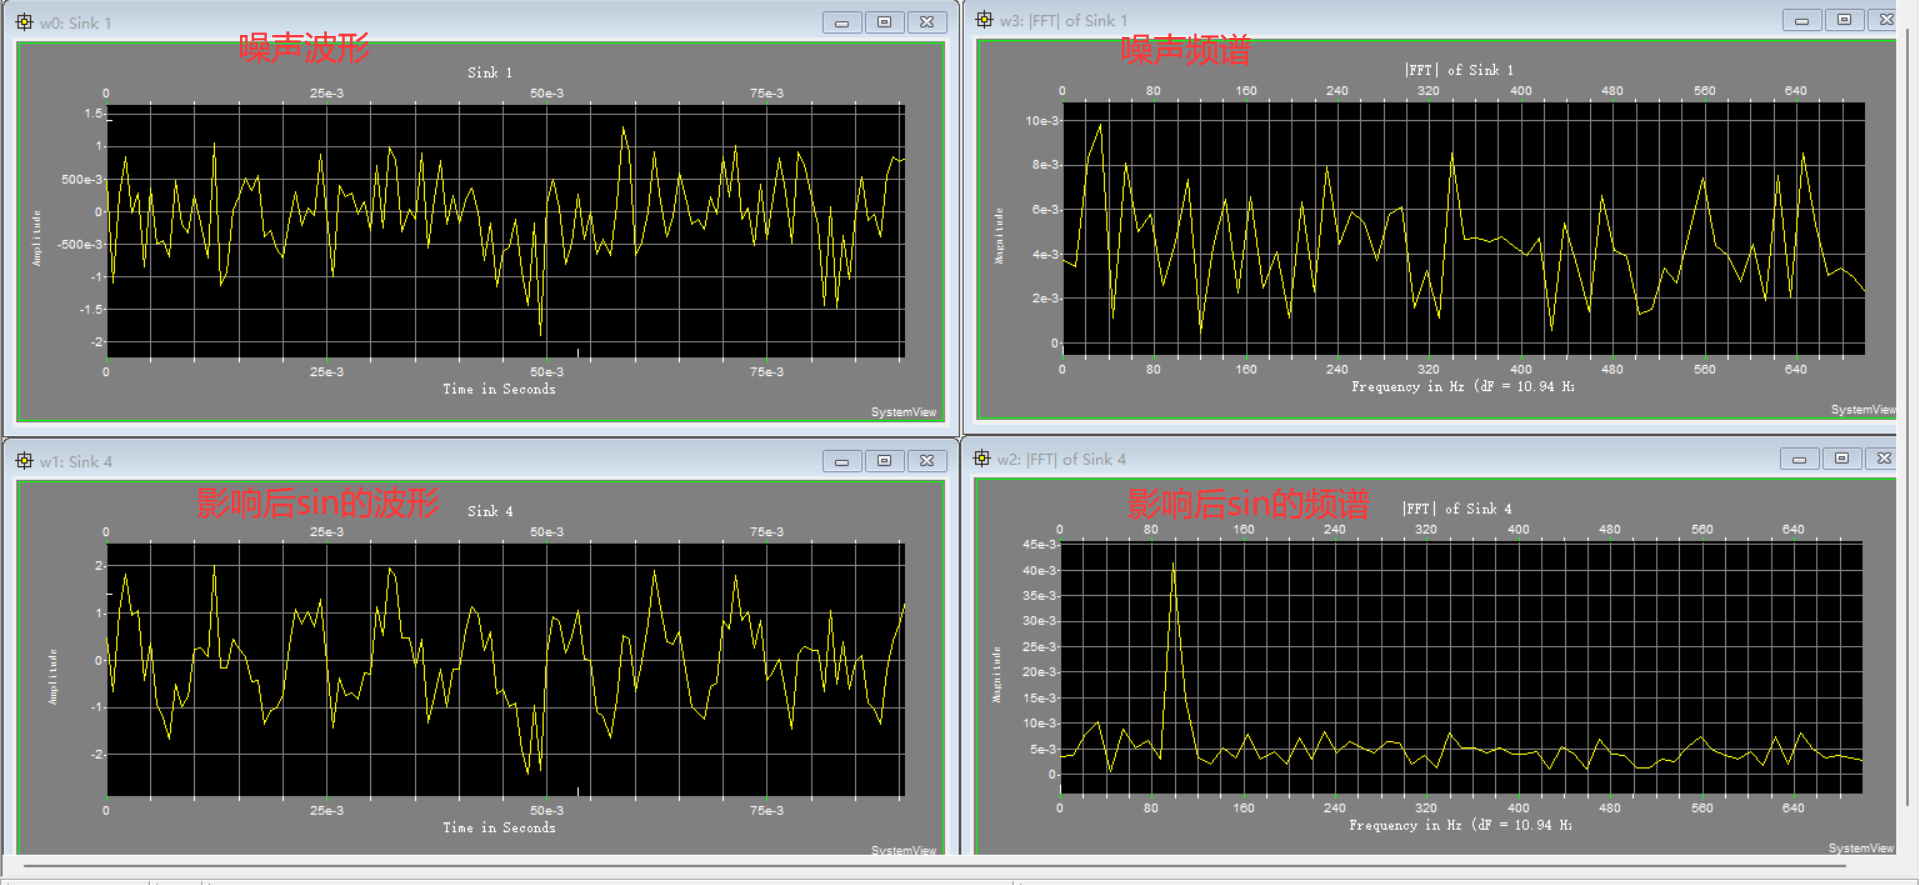 w0: Sink 1
噪声波形
Sink 1
0 25e-3 50e-3 75e-3
1.5
1
500e-3
0
-500e-3
-1
-1.5
-2
Amplitude
0 25e-3 50e-3 75e-3
Time in Seconds
SystemView
w3: |FFT| of Sink 1
噪声频谱
|FFT| of Sink 1
0 80 160 240 320 400 480 560 640
10e-3
8e-3
6e-3
4e-3
2e-3
0
Magnitude
0 80 160 240 320 400 480 560 640
Frequency in Hz (dF = 10.94 Hz
SystemView
w1: Sink 4
影响后sin的波形
Sink 4
0 25e-3 50e-3 75e-3
2
1
0
-1
-2
Amplitude
0 25e-3 50e-3 75e-3
Time in Seconds
SystemView
w2: |FFT| of Sink 4
影响后sin的频谱
|FFT| of Sink 4
0 80 160 240 320 400 480 560 640
45e-3
40e-3
35e-3
30e-3
25e-3
20e-3
15e-3
10e-3
5e-3
0
Magnitude
0 80 160 240 320 400 480 560 640
Frequency in Hz (dF = 10.94 Hz
SystemView